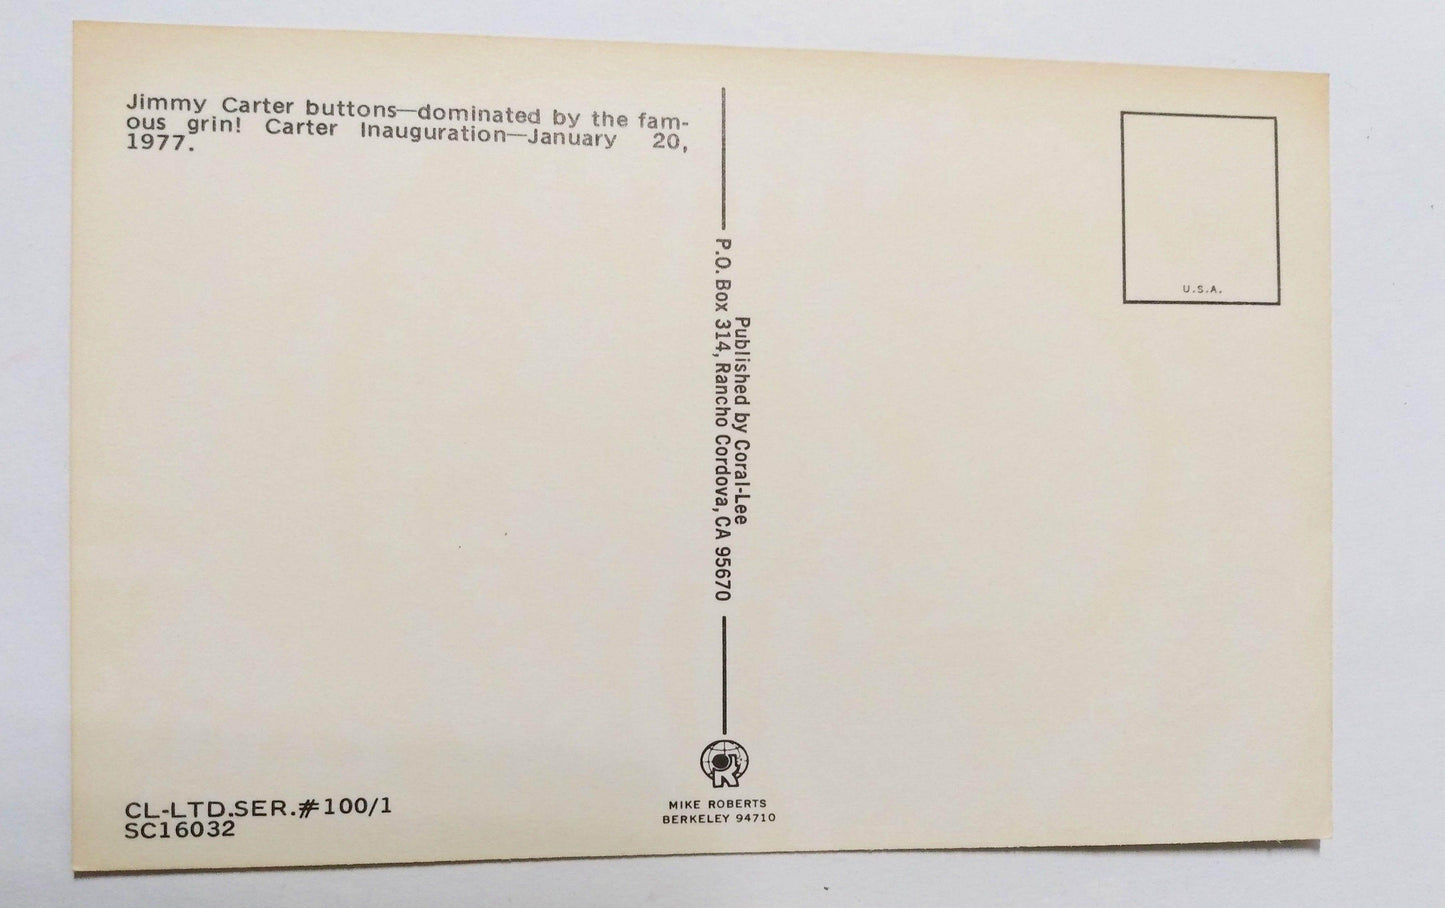 Jimmy Carter buttons—dominated by the fam-
ous grin! Carter Inauguration—January 20,
1977.
Published by Coral-Lee
P.O. Box 314, Rancho Cordova, CA 95670
U.S.A.
CL-LTD.SER.#100/1
SC16032
R
MIKE ROBERTS
BERKELEY 94710